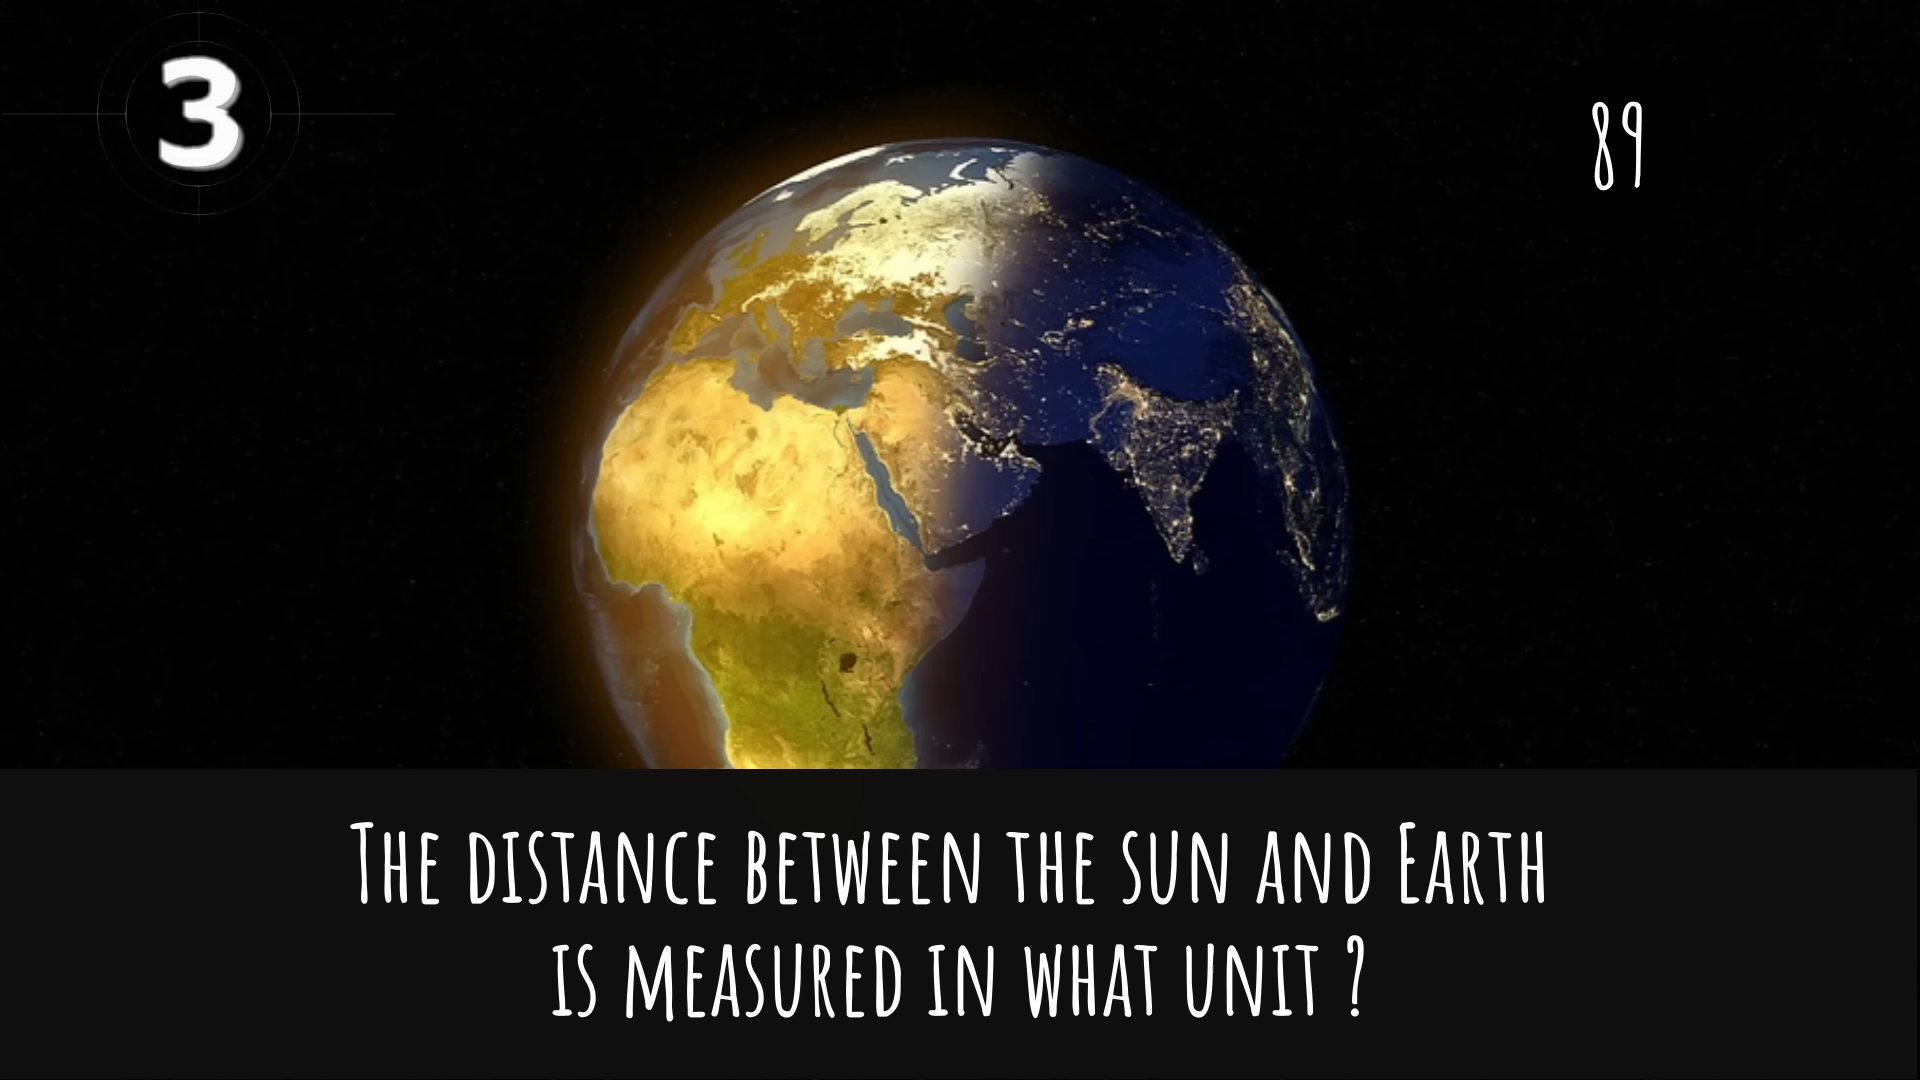 3
89
The distance between the sun and Earth
is measured in what unit ?